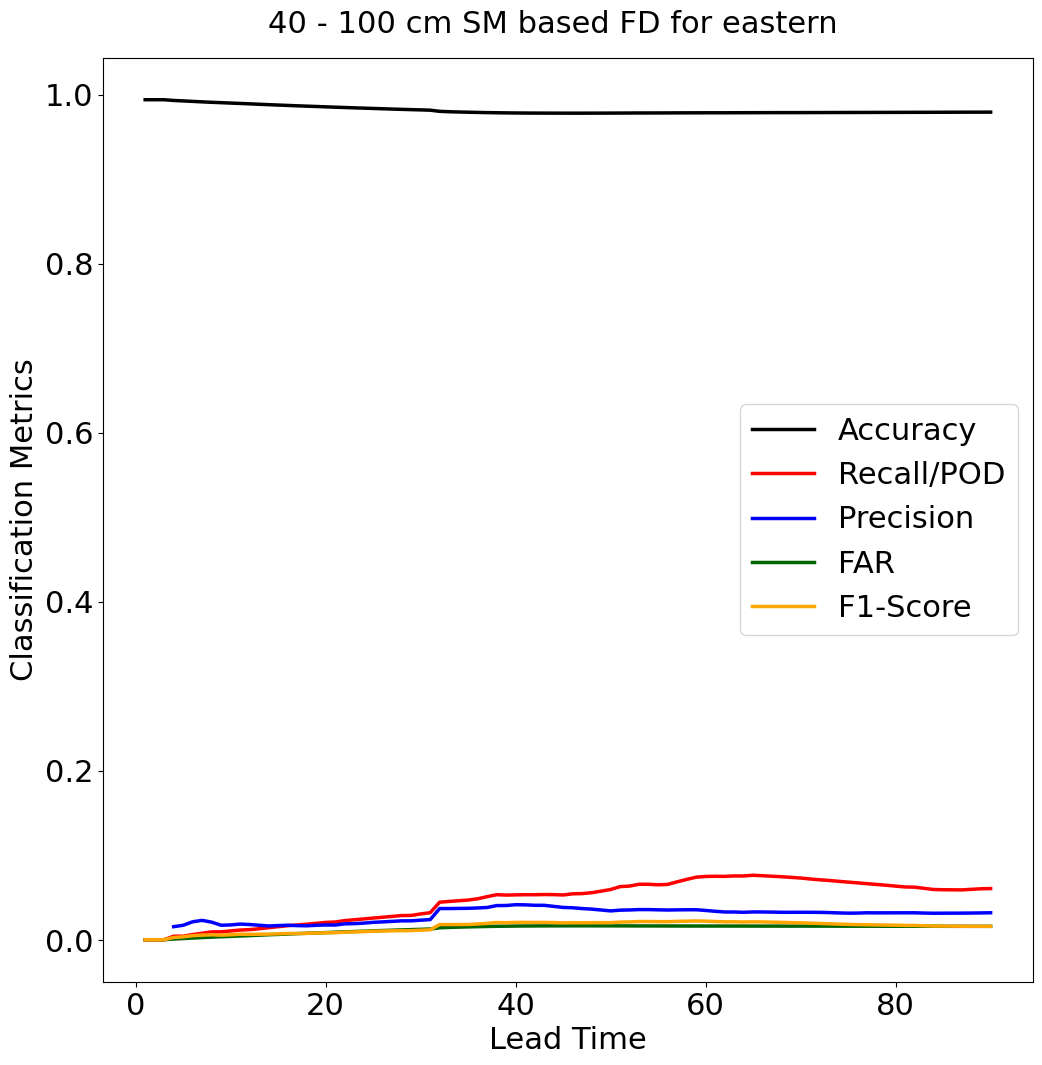 40 - 100 cm SM based FD for eastern
1.0
0.8
0.6
0.4
0.2
0.0
Classification Metrics
Accuracy
Recall/POD
Precision
FAR
F1-Score
0 20 40 60 80
Lead Time